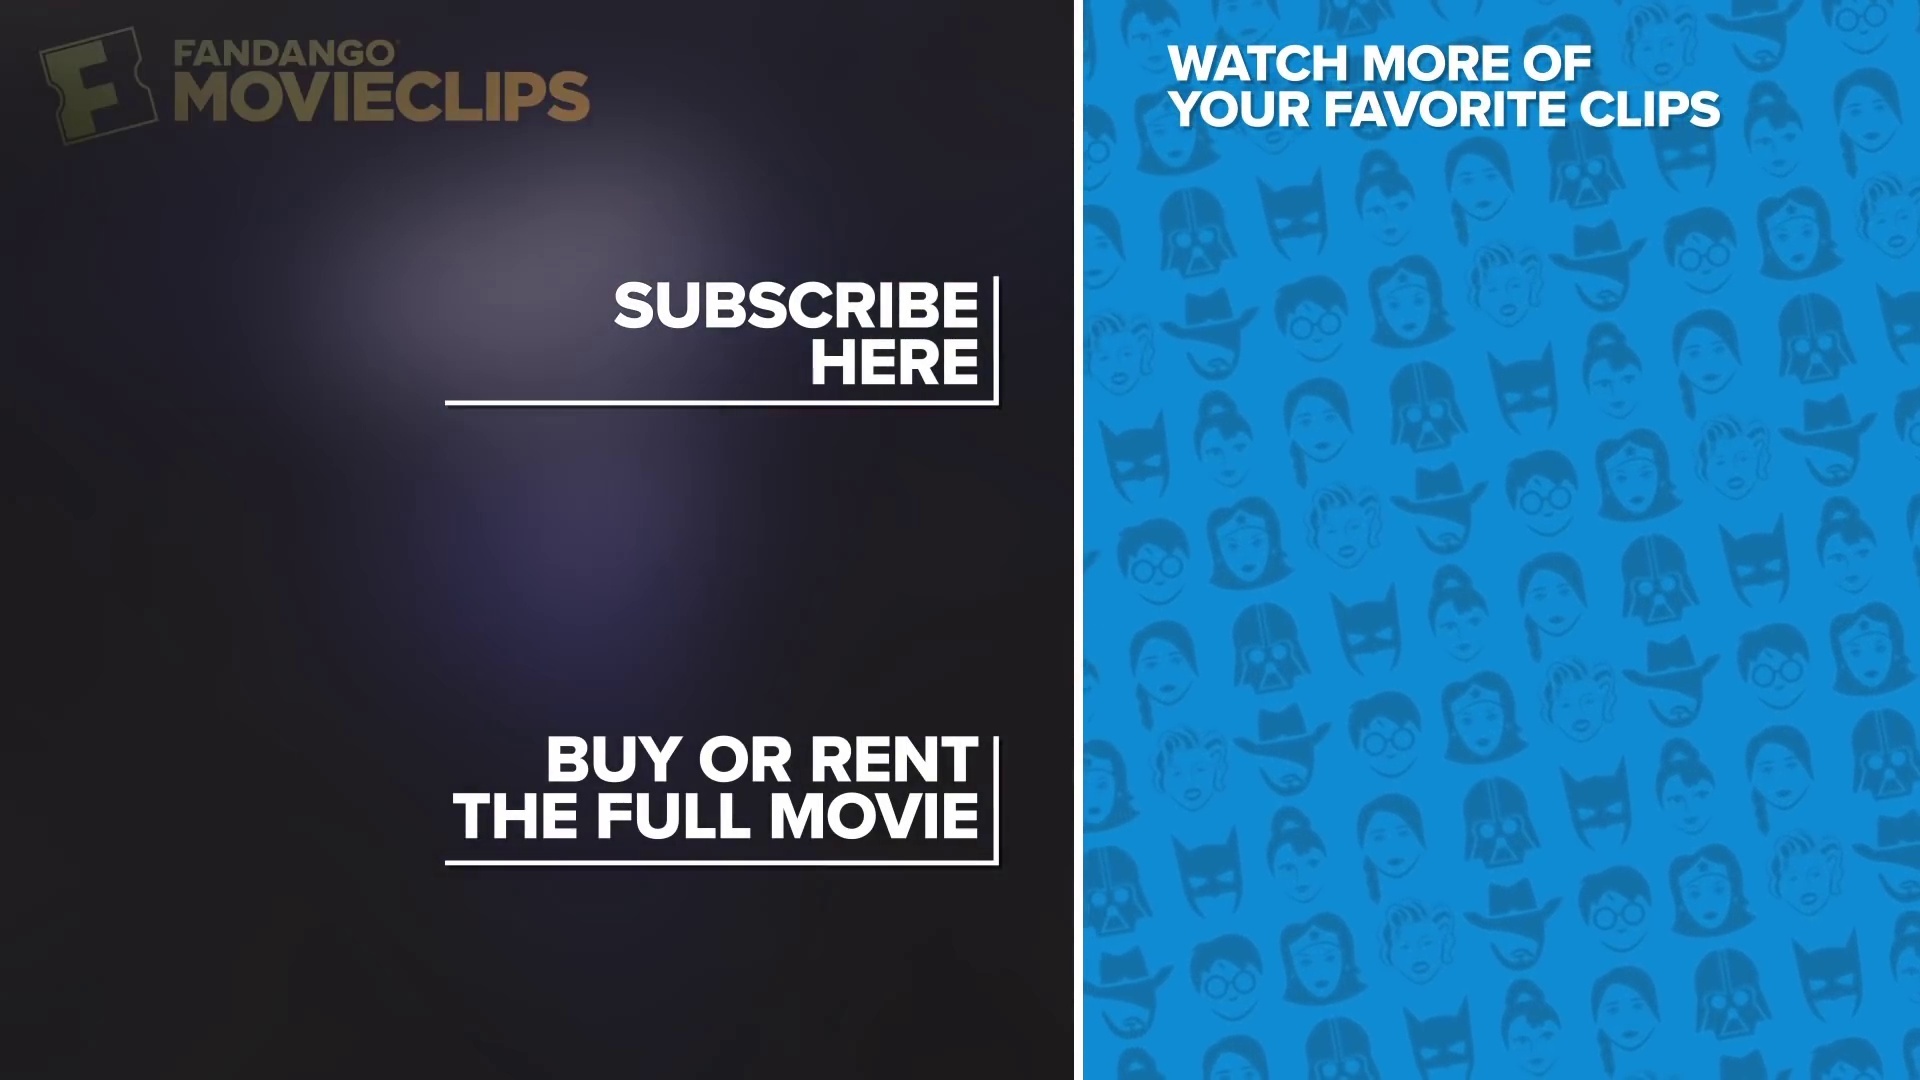 FANDANGO
MOVIECLIPS
SUBSCRIBE
HERE
BUY OR RENT
THE FULL MOVIE
WATCH MORE OF
YOUR FAVORITE CLIPS